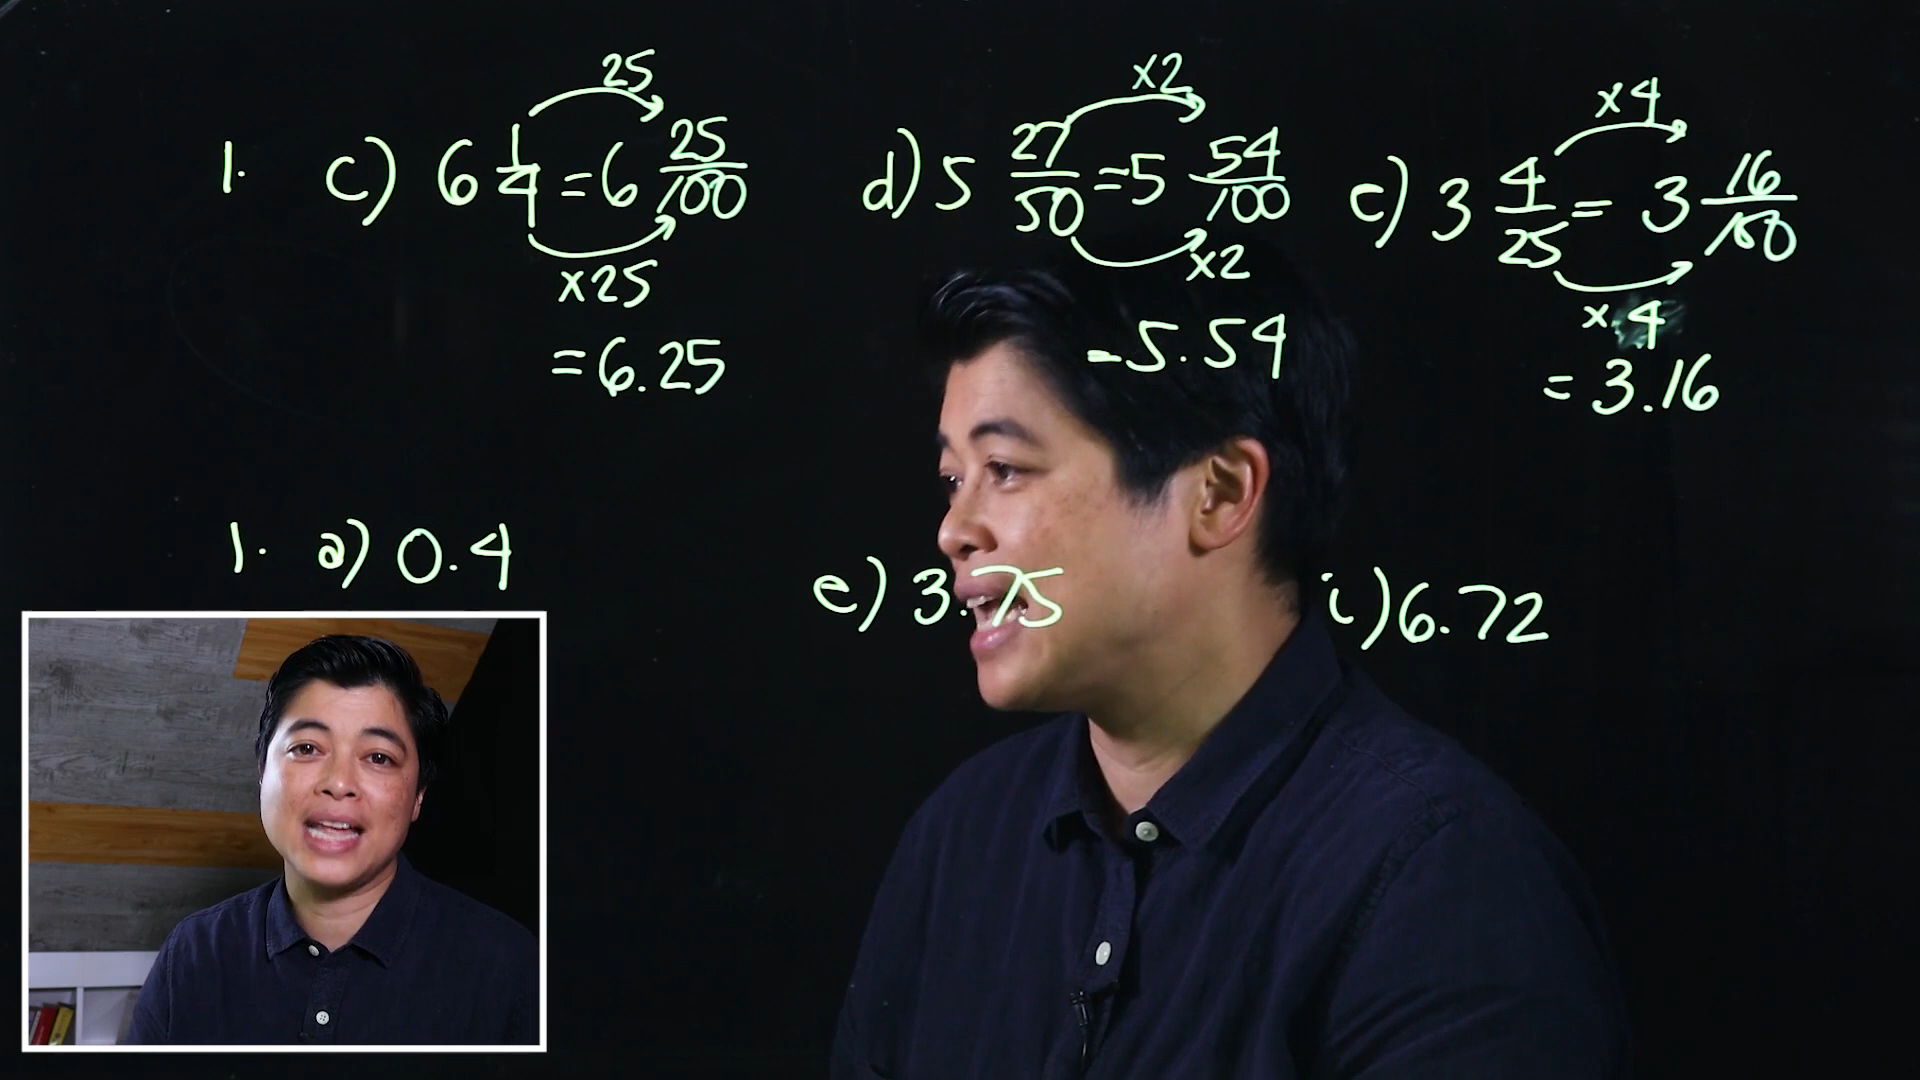 25 x2 x4
1. c) 6 1/4 = 6 25/100 d) 5 27/50 = 5 54/100 c) 3 4/25 = 3 16/100
x25 x2 x4
= 6.25 = 5.54 = 3.16
1. a) 0.4 e) 3.75 i) 6.72